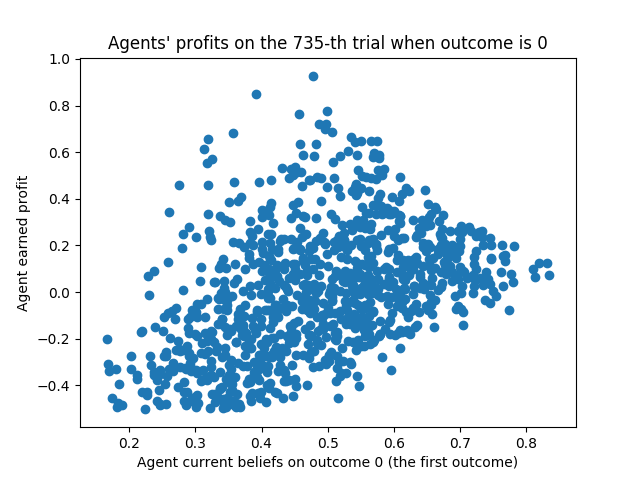 Agents' profits on the 735-th trial when outcome is 0
1.0
0.8
0.6
0.4
0.2
0.0
−0.2
−0.4
Agent earned profit
0.2 0.3 0.4 0.5 0.6 0.7 0.8
Agent current beliefs on outcome 0 (the first outcome)